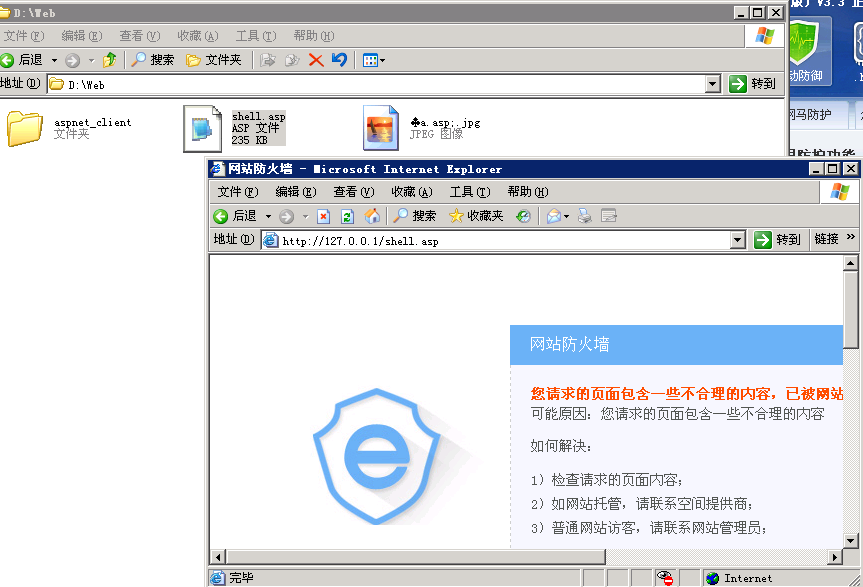 D:\Web
文件(F) 编辑(E) 查看(V) 收藏(A) 工具(T) 帮助(H)
后退 搜索 文件夹
地址(D) D:\Web 转到
aspnet_client
文件夹
shell.asp
ASP 文件
235 KB
♣a.asp;.jpg
JPEG 图像
版) V3.3 正
动防御
网马防护
网站防火墙 - Microsoft Internet Explorer
文件(F) 编辑(E) 查看(V) 收藏(A) 工具(T) 帮助(H)
后退 搜索 收藏夹
地址(D) http://127.0.0.1/shell.asp 转到 链接 »
网站防火墙
您请求的页面包含一些不合理的内容，已被网站
可能原因：您请求的页面包含一些不合理的内容
如何解决：
1）检查请求的页面内容；
2）如网站托管，请联系空间提供商；
3）普通网站访客，请联系网站管理员；
完毕 Internet